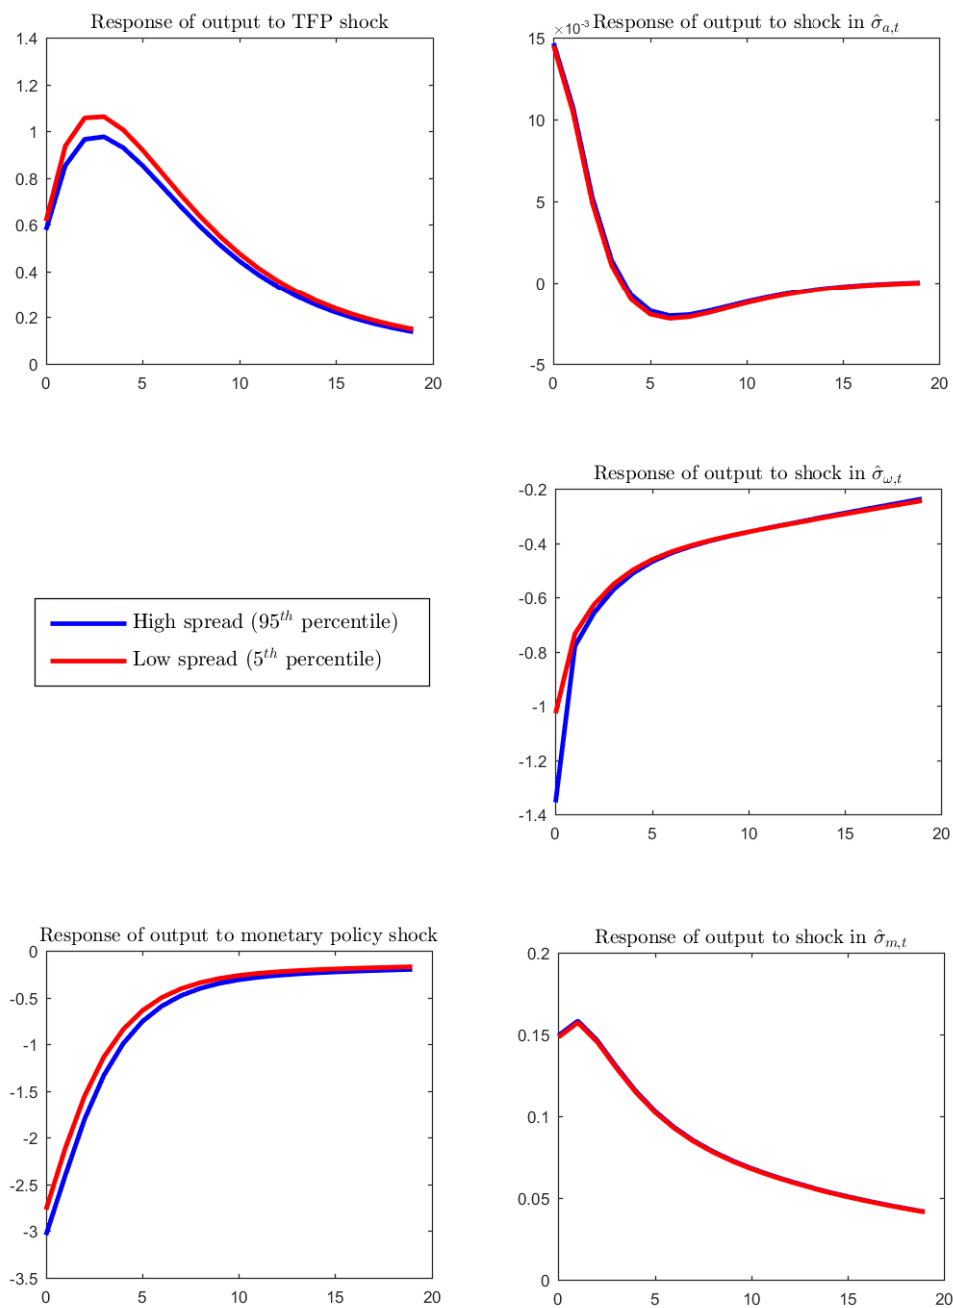 Response of output to TFP shock
1.4
1.2
1
0.8
0.6
0.4
0.2
0
0 5 10 15 20
×10⁻³ Response of output to shock in σ̂_{a,t}
15
10
5
0
-5
0 5 10 15 20
Response of output to shock in σ̂_{ω,t}
-0.2
-0.4
-0.6
-0.8
-1
-1.2
-1.4
0 5 10 15 20
High spread (95^{th} percentile)
Low spread (5^{th} percentile)
Response of output to monetary policy shock
0
-0.5
-1
-1.5
-2
-2.5
-3
-3.5
0 5 10 15 20
Response of output to shock in σ̂_{m,t}
0.2
0.15
0.1
0.05
0
0 5 10 15 20